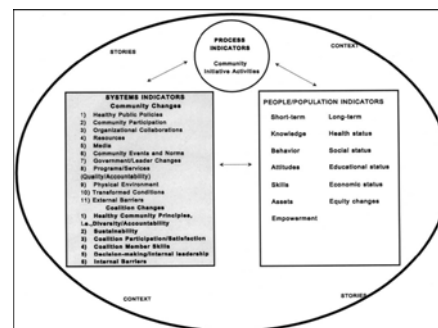 STORIES
CONTEXT
PROCESS
INDICATORS
Community
Initiative Activities
SYSTEMS INDICATORS
Community Changes
1) Healthy Public Policies
2) Community Participation
3) Organizational Collaborations
4) Resources
5) Media
6) Community Events and Norms
7) Government/Leader Changes
8) Programs/Services
(Quality/Accountability)
9) Physical Environment
10) Transformed Conditions
11) External Barriers
Coalition Changes
1) Healthy Community Principles,
i.e.,Diversity/Accountability
2) Sustainability
3) Coalition Participation/Satisfaction
4) Coalition Member Skills
5) Decision-making/Internal leadership
6) Internal Barriers
PEOPLE/POPULATION INDICATORS
Short-term Long-term
Knowledge Health status
Behavior Social status
Attitudes Educational status
Skills Economic status
Assets Equity changes
Empowerment
CONTEXT
STORIES